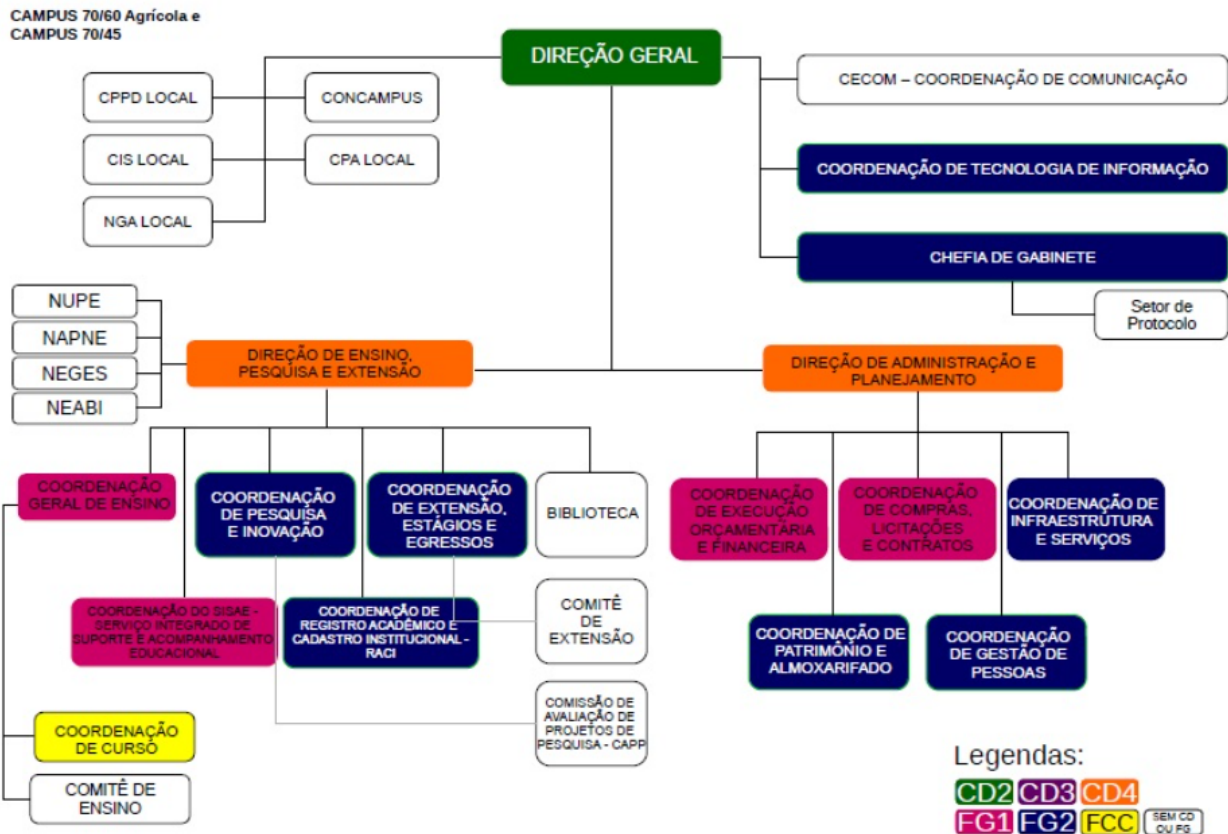 CAMPUS 70/60 Agrícola e
CAMPUS 70/45
DIREÇÃO GERAL
CPPD LOCAL
CONCAMPUS
CIS LOCAL
CPA LOCAL
NGA LOCAL
CECOM – COORDENAÇÃO DE COMUNICAÇÃO
COORDENAÇÃO DE TECNOLOGIA DE INFORMAÇÃO
CHEFIA DE GABINETE
Setor de
Protocolo
NUPE
NAPNE
NEGES
NEABI
DIREÇÃO DE ENSINO,
PESQUISA E EXTENSÃO
DIREÇÃO DE ADMINISTRAÇÃO E
PLANEJAMENTO
COORDENAÇÃO
GERAL DE ENSINO
COORDENAÇÃO
DE PESQUISA
E INOVAÇÃO
COORDENAÇÃO
DE EXTENSÃO,
ESTÁGIOS E
EGRESSOS
BIBLIOTECA
COORDENAÇÃO
DE EXECUÇÃO
ORÇAMENTÁRIA
E FINANCEIRA
COORDENAÇÃO
DE COMPRAS,
LICITAÇÕES
E CONTRATOS
COORDENAÇÃO DE
INFRAESTRUTURA
E SERVIÇOS
COORDENAÇÃO DO SISAE -
SERVIÇO INTEGRADO DE
SUPORTE E ACOMPANHAMENTO
EDUCACIONAL
COORDENAÇÃO DE
REGISTRO ACADÊMICO E
CADASTRO INSTITUCIONAL -
RACI
COMITÊ
DE
EXTENSÃO
COORDENAÇÃO DE
PATRIMÔNIO E
ALMOXARIFADO
COORDENAÇÃO
DE GESTÃO DE
PESSOAS
COMISSÃO DE
AVALIAÇÃO DE
PROJETOS DE
PESQUISA - CAPP
COORDENAÇÃO
DE CURSO
COMITÊ DE
ENSINO
Legendas:
CD2 CD3 CD4
FG1 FG2 FCC SEM CD
OU FG